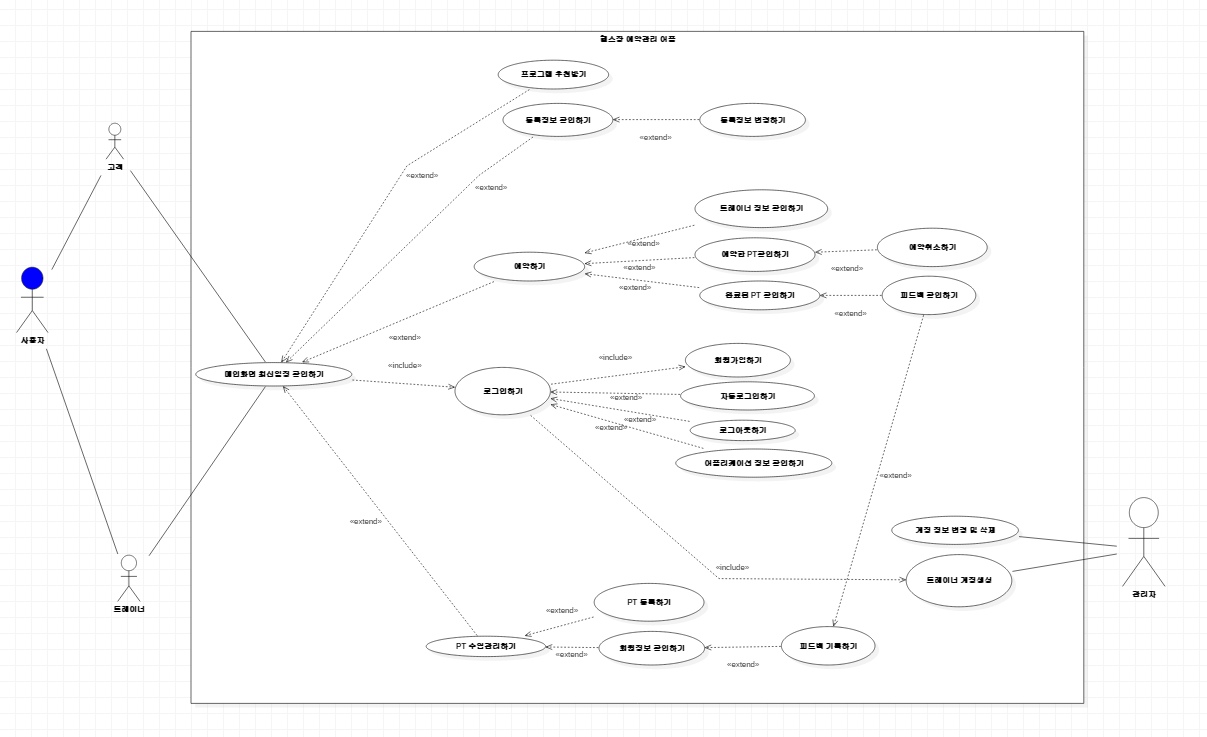 헬스장 예약관리 어플
프로그램 추천받기
등록정보 확인하기
등록정보 변경하기
«extend»
고객
«extend»
«extend»
트레이너 정보 확인하기
«extend»
예약하기
예약한 PT확인하기
예약취소하기
«extend»
«extend»
«extend»
완료된 PT 확인하기
피드백 확인하기
«extend»
사용자
«extend»
«include»
«include»
회원가입하기
메인화면 최신일정 확인하기
로그인하기
자동로그인하기
«extend»
«extend»
«extend»
로그아웃하기
어플리케이션 정보 확인하기
«extend»
«extend»
계정 정보 변경 및 삭제
«include»
트레이너 계정생성
관리자
트레이너
PT 등록하기
«extend»
PT 수업관리하기
회원정보 확인하기
피드백 기록하기
«extend»
«extend»